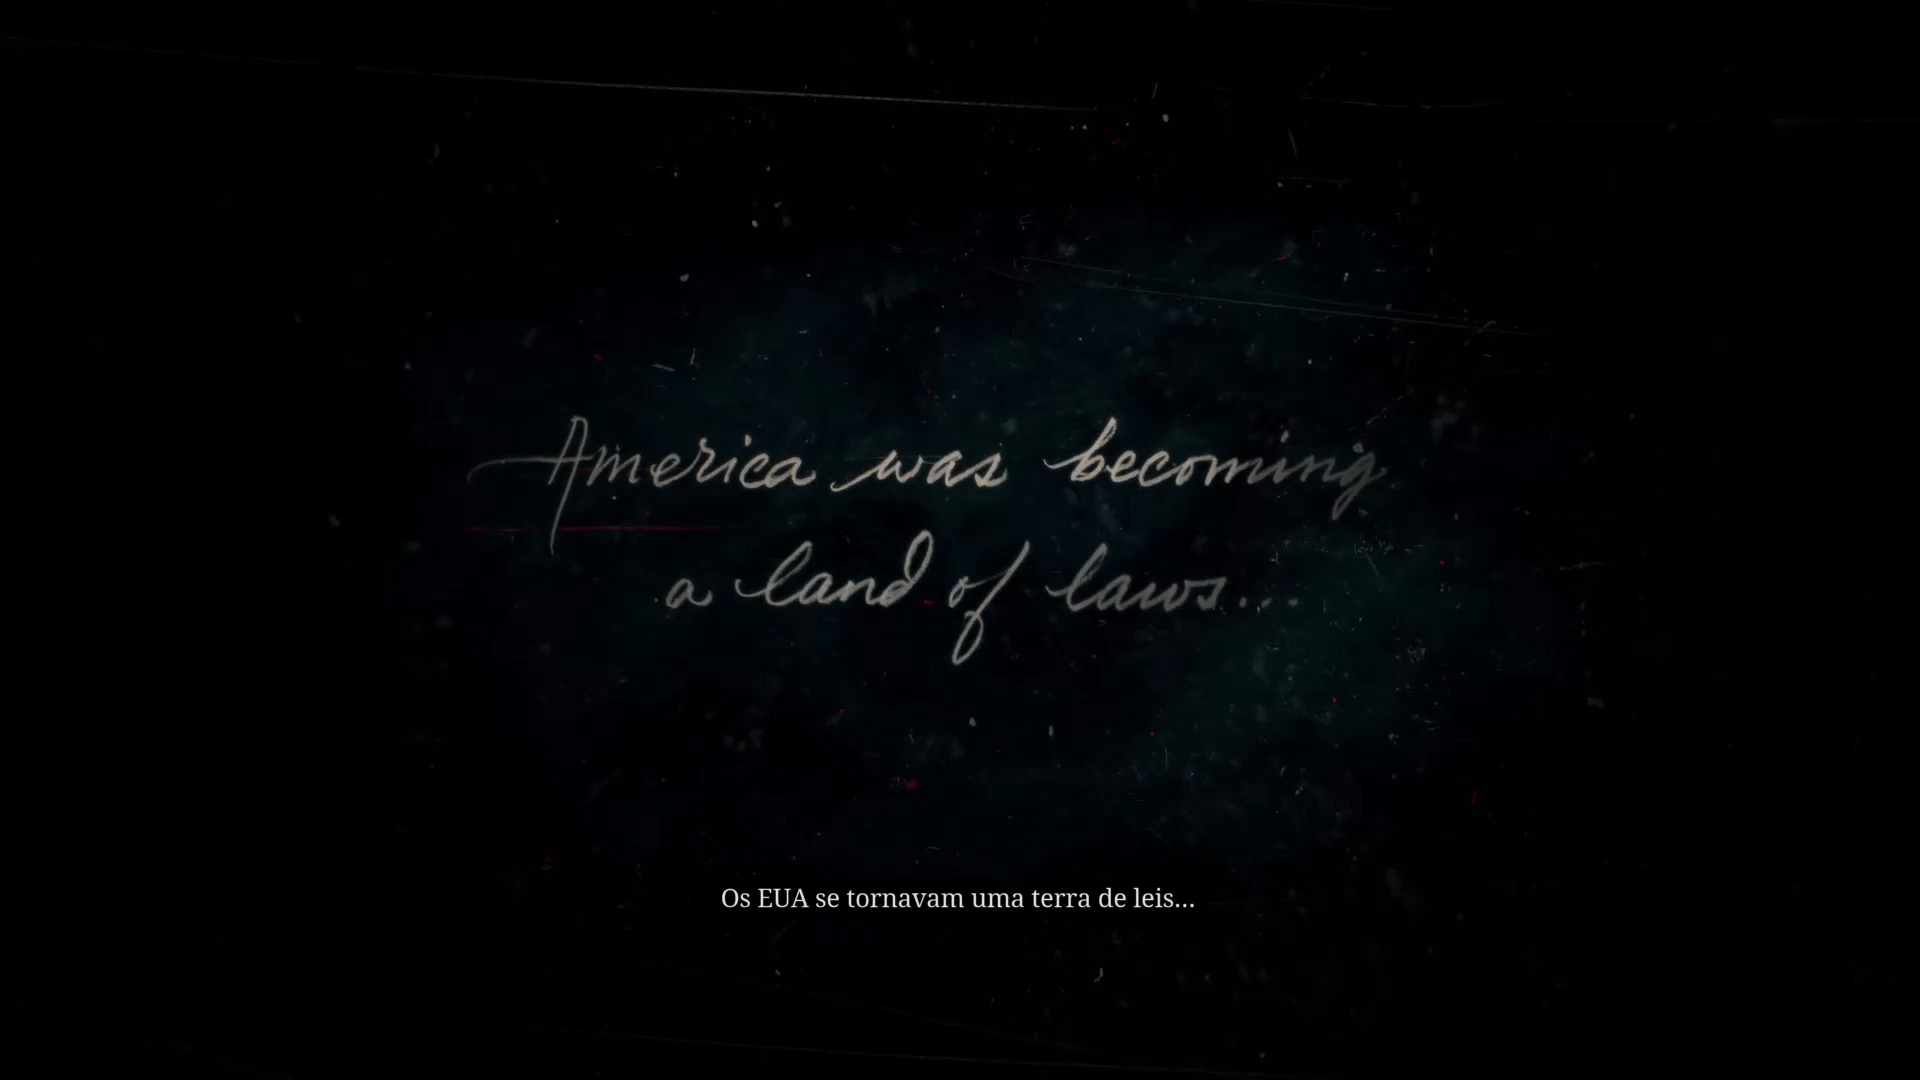 America was becoming
a land of laws...
Os EUA se tornavam uma terra de leis...